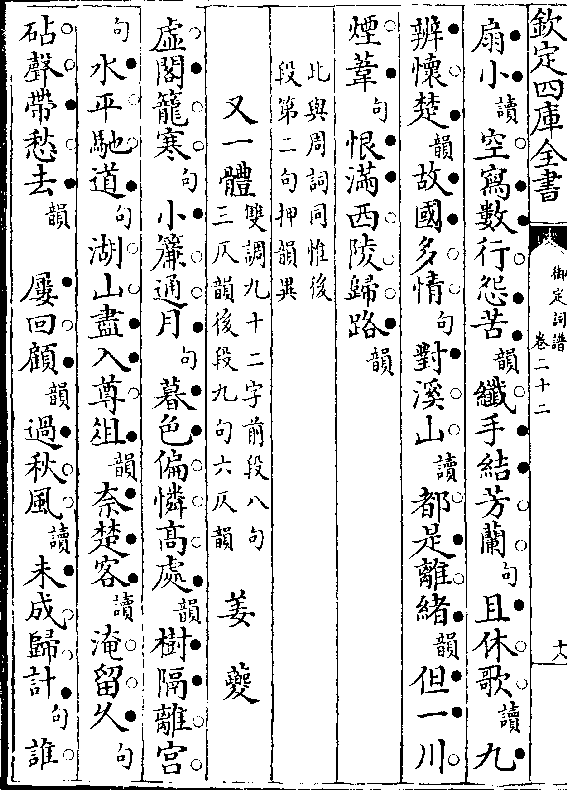 欽定四庫全書
御定詞譜
卷二十二
十八
扇小讀空寫數行怨苦韻纖手結芳蘭句且休歌讀九
辨懷楚韻故國多情句對溪山讀都是離緒韻但一川
煙葦句恨滿西陵歸路韻
此與周詞同惟後
段第二句押韻異
又一體雙調九十二字前段八句
三仄韻後段九句六仄韻
姜夔
虛閣籠寒句小簾通月句暮色偏憐高處韻樹隔離宮
句水平馳道句湖山盡入尊俎韻奈楚客讀淹留久句
砧聲帶愁去韻　屢回顧韻過秋風讀未成歸計句誰